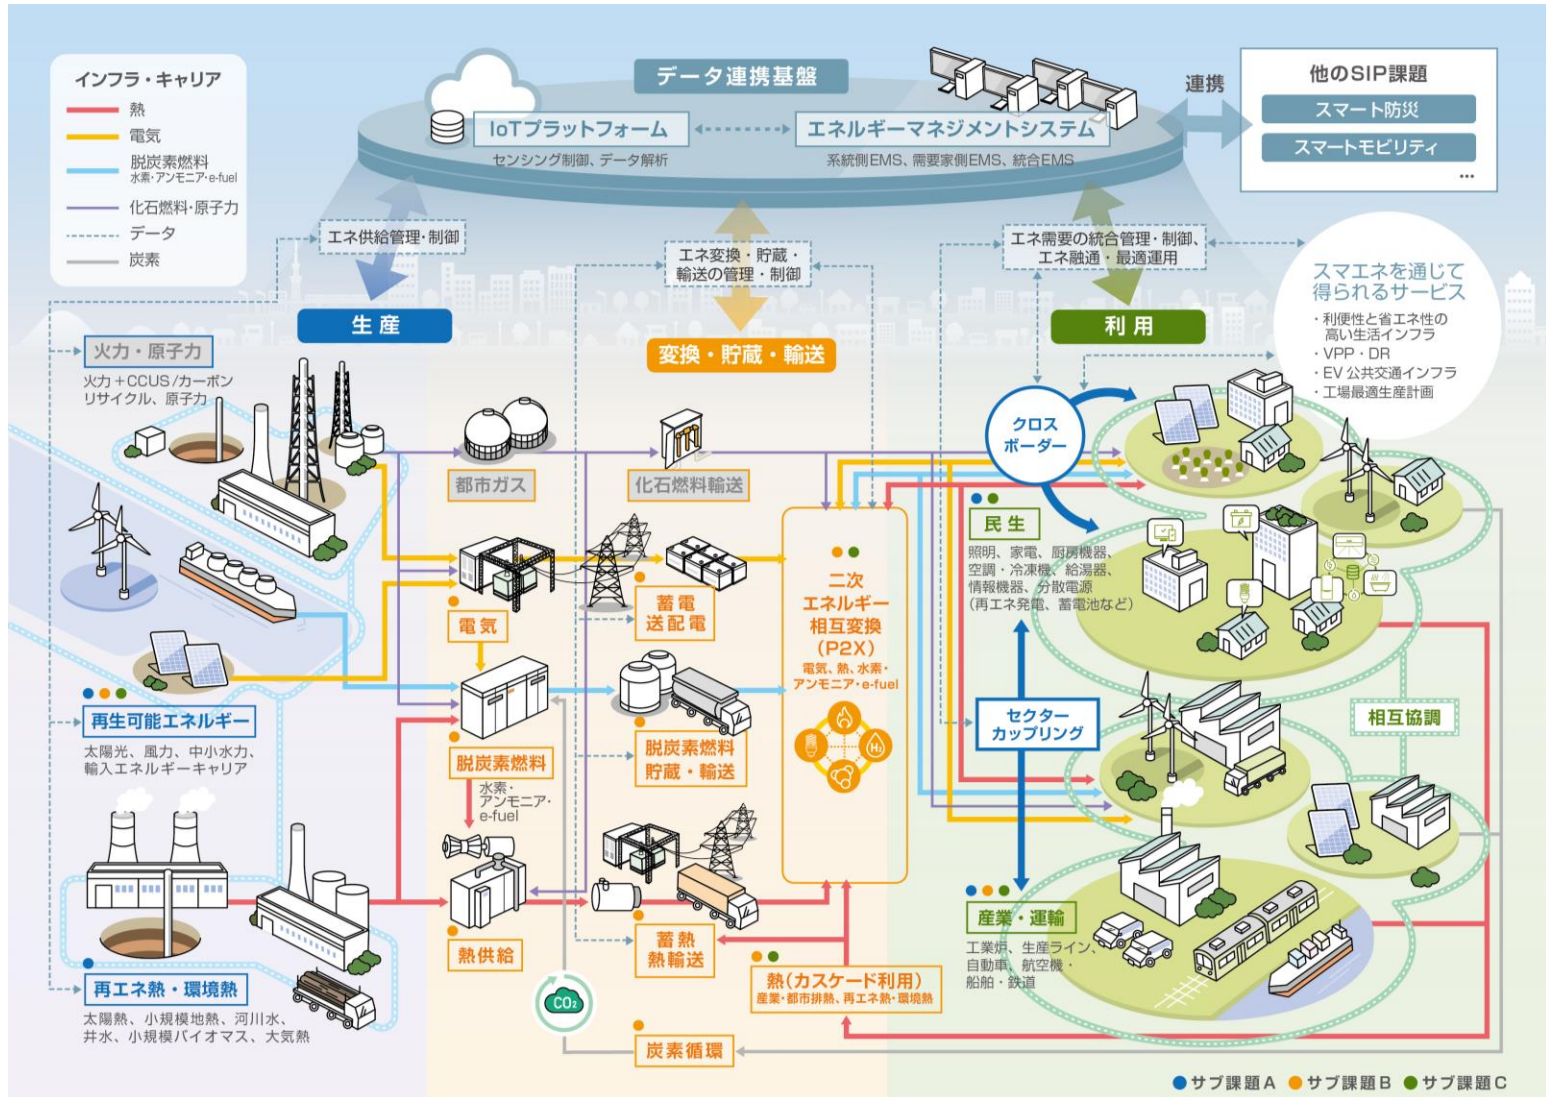 インフラ・キャリア
熱
電気
脱炭素燃料
水素・アンモニア・e-fuel
化石燃料・原子力
データ
炭素
データ連携基盤
IoTプラットフォーム
センシング制御、データ解析
エネルギーマネジメントシステム
系統側EMS、需要家側EMS、統合EMS
連携
他のSIP課題
スマート防災
スマートモビリティ
…
エネ供給管理・制御
エネ変換・貯蔵・
輸送の管理・制御
エネ需要の統合管理・制御、
エネ融通・最適運用
スマエネを通じて
得られるサービス
・利便性と省エネ性の
高い生活インフラ
・VPP・DR
・EV公共交通インフラ
・工場最適生産計画
生産
変換・貯蔵・輸送
利用
火力・原子力
火力+CCUS/カーボン
リサイクル、原子力
都市ガス
化石燃料輸送
クロス
ボーダー
民生
照明、家電、厨房機器、
空調・冷凍機、給湯器、
情報機器、分散電源
(再エネ発電、蓄電池など)
電気
蓄電
送配電
二次
エネルギー
相互変換
(P2X)
電気、熱、水素・
アンモニア・e-fuel
H2
再生可能エネルギー
太陽光、風力、中小水力、
輸入エネルギーキャリア
脱炭素燃料
水素・
アンモニア・
e-fuel
脱炭素燃料
貯蔵・輸送
セクター
カップリング
相互協調
熱供給
蓄熱
熱輸送
熱(カスケード利用)
産業・都市排熱、再エネ熱・環境熱
産業・運輸
工業炉、生産ライン、
自動車、航空機・
船舶・鉄道
再エネ熱・環境熱
太陽熱、小規模地熱、河川水、
井水、小規模バイオマス、大気熱
CO2
炭素循環
サブ課題A サブ課題B サブ課題C